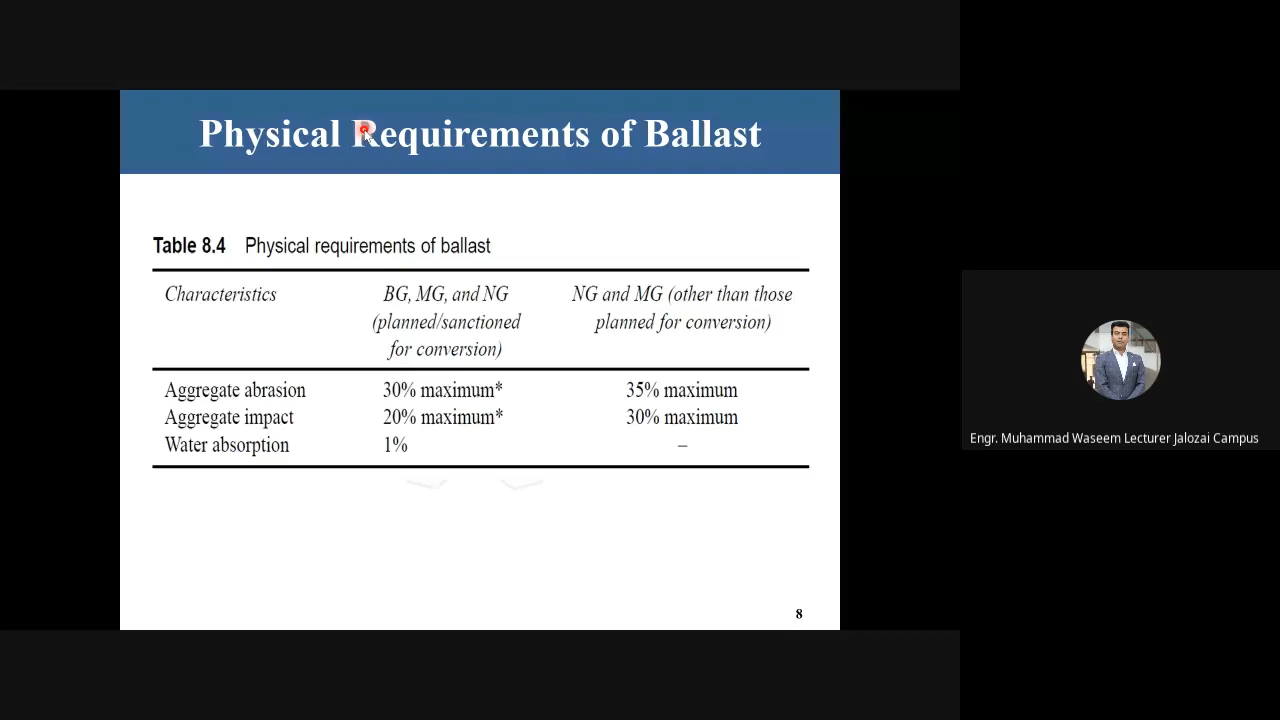 Physical Requirements of Ballast
Table 8.4 Physical requirements of ballast
Characteristics BG, MG, and NG NG and MG (other than those
(planned/sanctioned planned for conversion)
for conversion)
Aggregate abrasion 30% maximum* 35% maximum
Aggregate impact 20% maximum* 30% maximum
Water absorption 1% –
8
Engr. Muhammad Waseem Lecturer Jalozai Campus